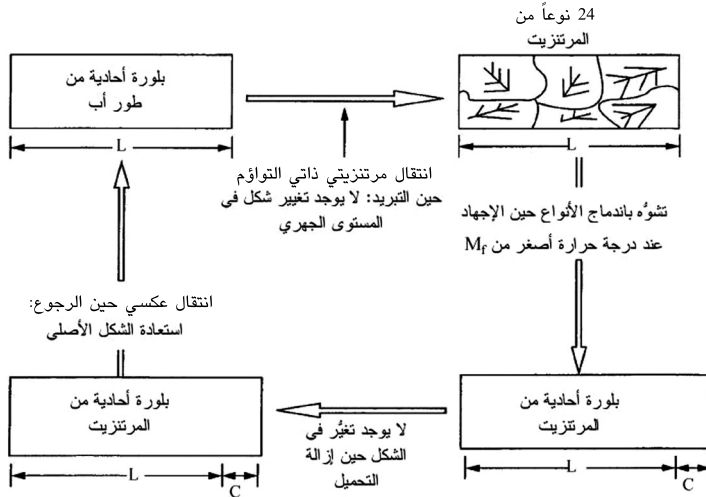 24 نوعاً من
المرتنزيت
بلورة أحادية من
طور أب
L
L
انتقال مرتنزيتي ذاتي التواؤم
حين التبريد: لا يوجد تغيير شكل في
المستوى الجهري
تشوُّه باندماج الأنواع حين الإجهاد
عند درجة حرارة أصغر من Mf
انتقال عكسي حين الرجوع:
استعادة الشكل الأصلي
بلورة أحادية من
المرتنزيت
L
C
لا يوجد تغيُّر في
الشكل حين إزالة
التحميل
بلورة أحادية من
المرتنزيت
L
C